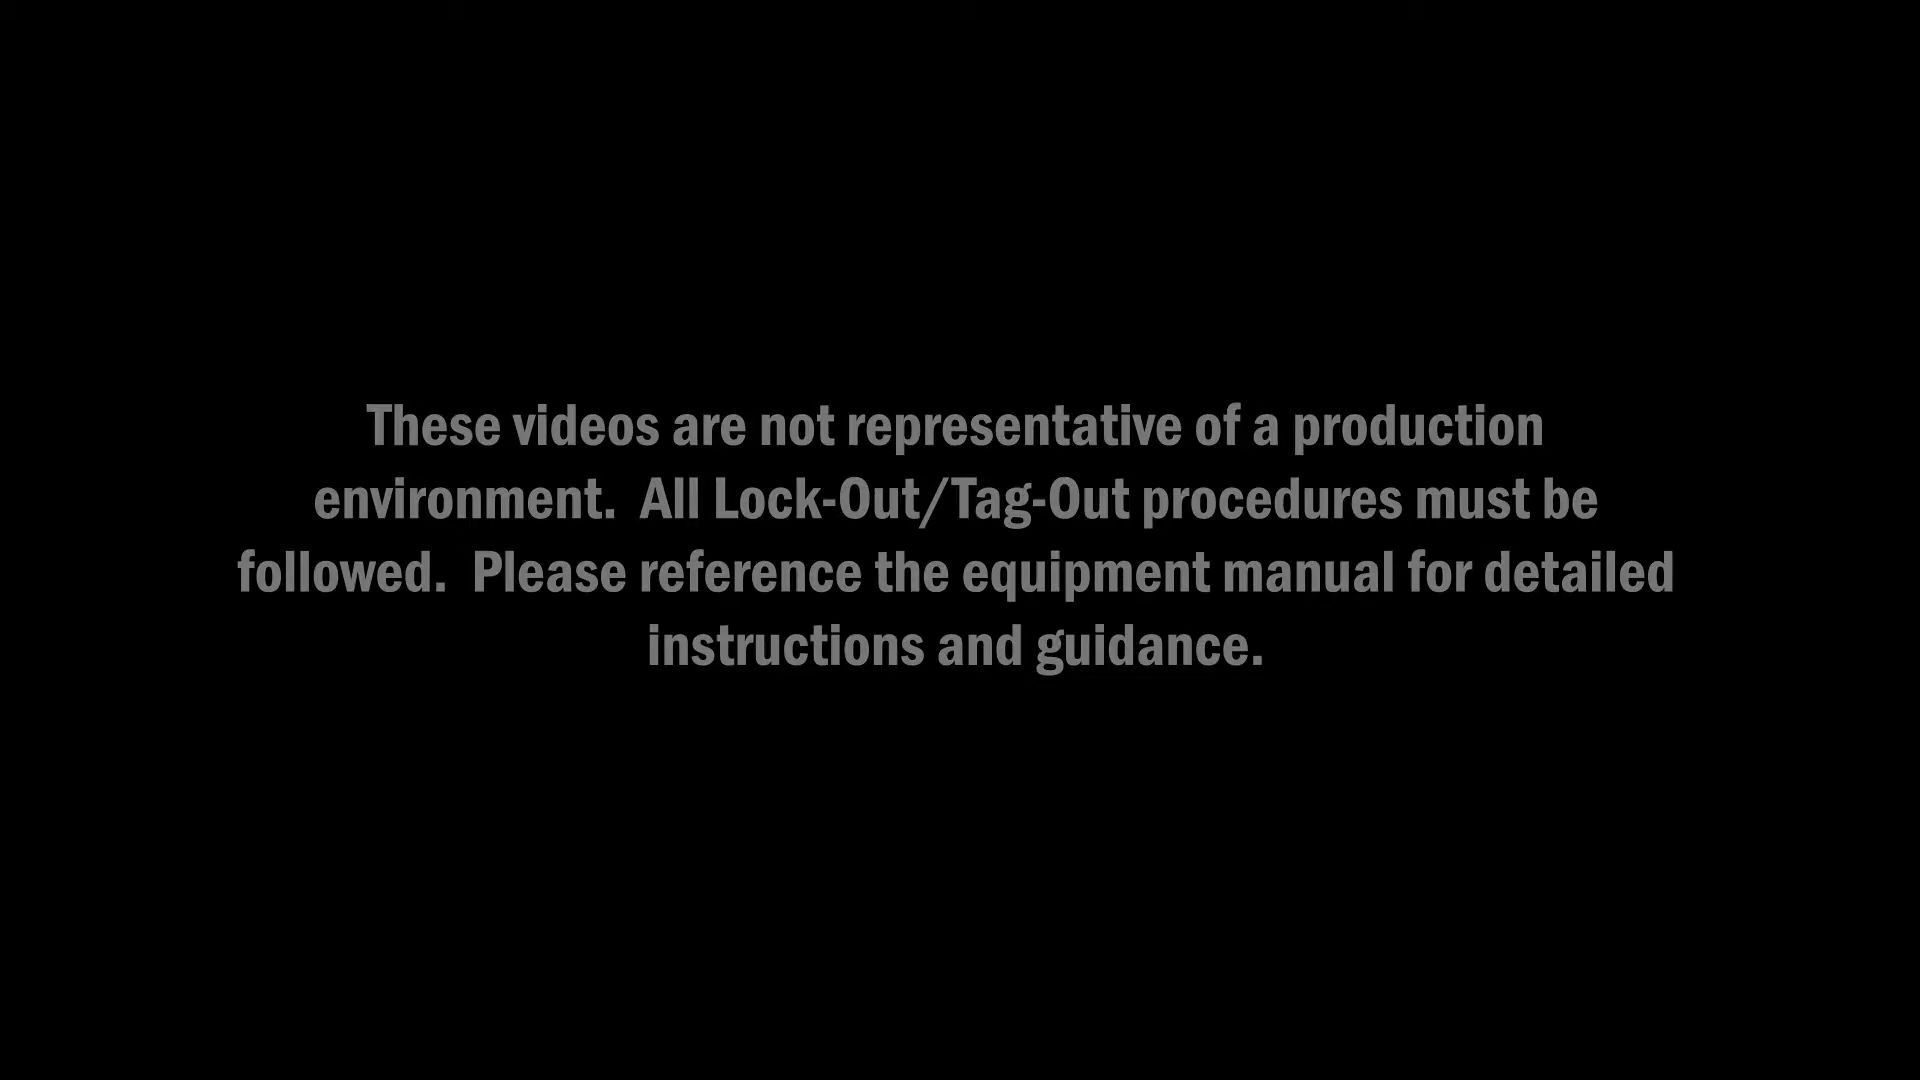 These videos are not representative of a production
environment.  All Lock-Out/Tag-Out procedures must be
followed.  Please reference the equipment manual for detailed
instructions and guidance.